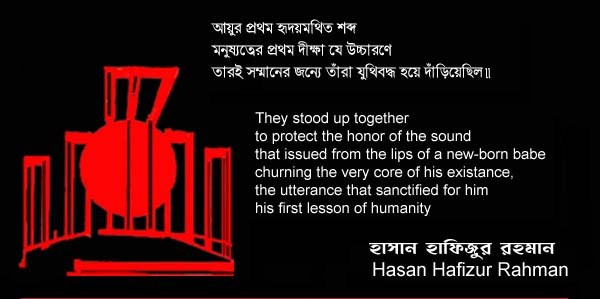 আয়ুর প্রথম হৃদয়মথিত শব্দ
মনুষ্যত্বের প্রথম দীক্ষা যে উচ্চারণে
তারই সম্মানের জন্যে তাঁরা যুথিবদ্ধ হয়ে দাঁড়িয়েছিল॥
They stood up together
to protect the honor of the sound
that issued from the lips of a new-born babe
churning the very core of his existance,
the utterance that sanctified for him
his first lesson of humanity
হাসান হাফিজুর রহমান
Hasan Hafizur Rahman